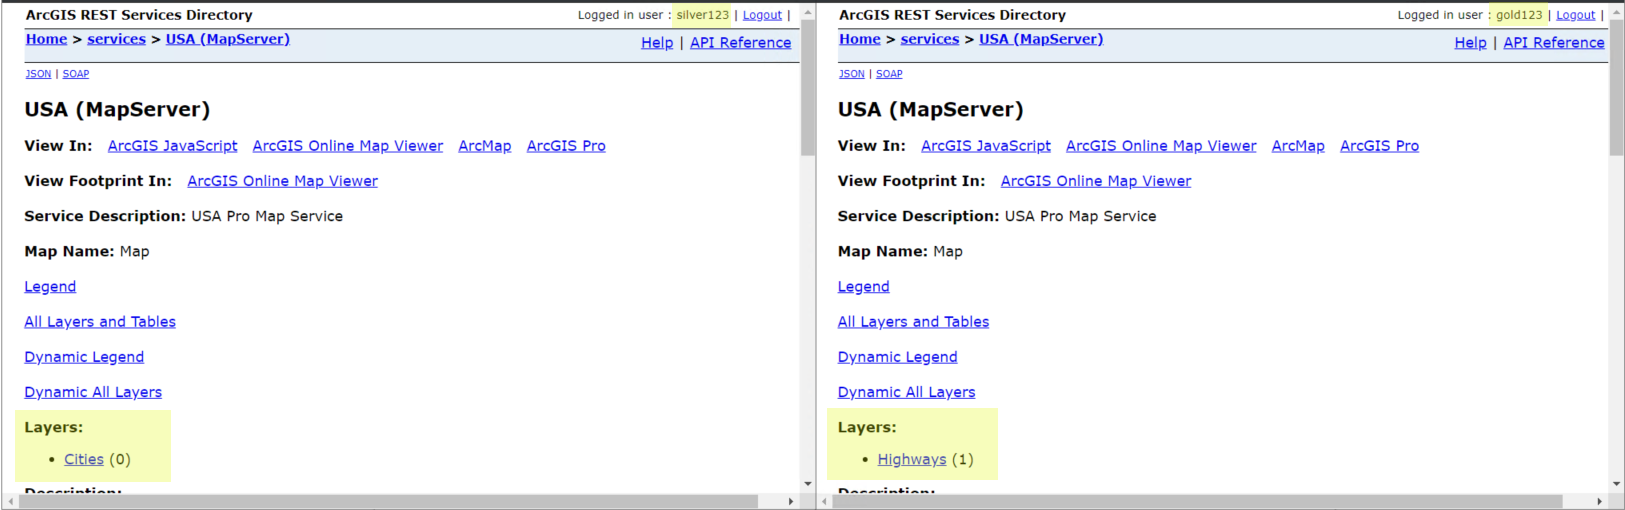 ArcGIS REST Services Directory
Logged in user : silver123 | Logout |
Home > services > USA (MapServer)
Help | API Reference
JSON | SOAP
USA (MapServer)
View In: ArcGIS JavaScript ArcGIS Online Map Viewer ArcMap ArcGIS Pro
View Footprint In: ArcGIS Online Map Viewer
Service Description: USA Pro Map Service
Map Name: Map
Legend
All Layers and Tables
Dynamic Legend
Dynamic All Layers
Layers:
• Cities (0)
Description:
ArcGIS REST Services Directory
Logged in user : gold123 | Logout |
Home > services > USA (MapServer)
Help | API Reference
JSON | SOAP
USA (MapServer)
View In: ArcGIS JavaScript ArcGIS Online Map Viewer ArcMap ArcGIS Pro
View Footprint In: ArcGIS Online Map Viewer
Service Description: USA Pro Map Service
Map Name: Map
Legend
All Layers and Tables
Dynamic Legend
Dynamic All Layers
Layers:
• Highways (1)
Description: